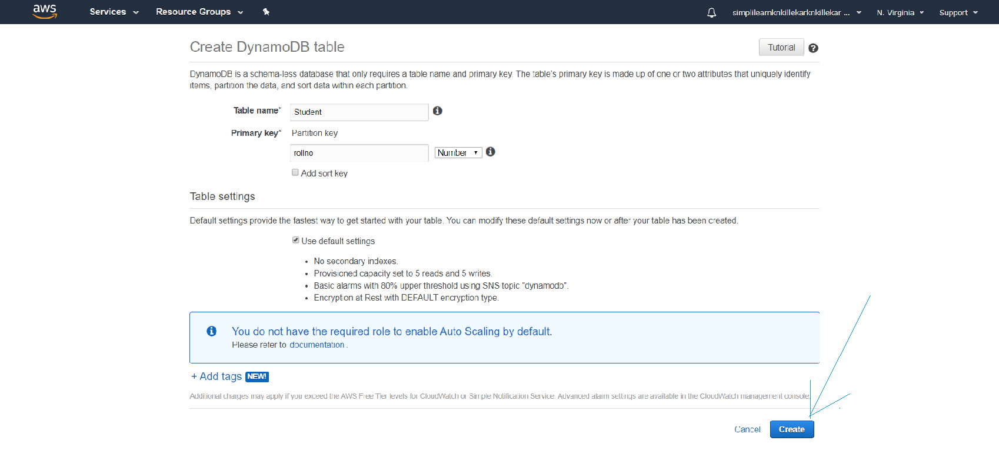 aws Services Resource Groups simplilearnknkillekarknkillekar ... N. Virginia Support
Create DynamoDB table Tutorial
DynamoDB is a schema-less database that only requires a table name and primary key. The table's primary key is made up of one or two attributes that uniquely identify
items, partition the data, and sort data within each partition.
Table name* Student
Primary key* Partition key
rollno Number
Add sort key
Table settings
Default settings provide the fastest way to get started with your table. You can modify these default settings now or after your table has been created.
Use default settings
• No secondary indexes.
• Provisioned capacity set to 5 reads and 5 writes.
• Basic alarms with 80% upper threshold using SNS topic "dynamodb".
• Encryption at Rest with DEFAULT encryption type.
You do not have the required role to enable Auto Scaling by default.
Please refer to documentation.
+ Add tags NEW!
Additional charges may apply if you exceed the AWS Free Tier levels for CloudWatch or Simple Notification Service. Advanced alarm settings are available in the CloudWatch management console.
Cancel Create